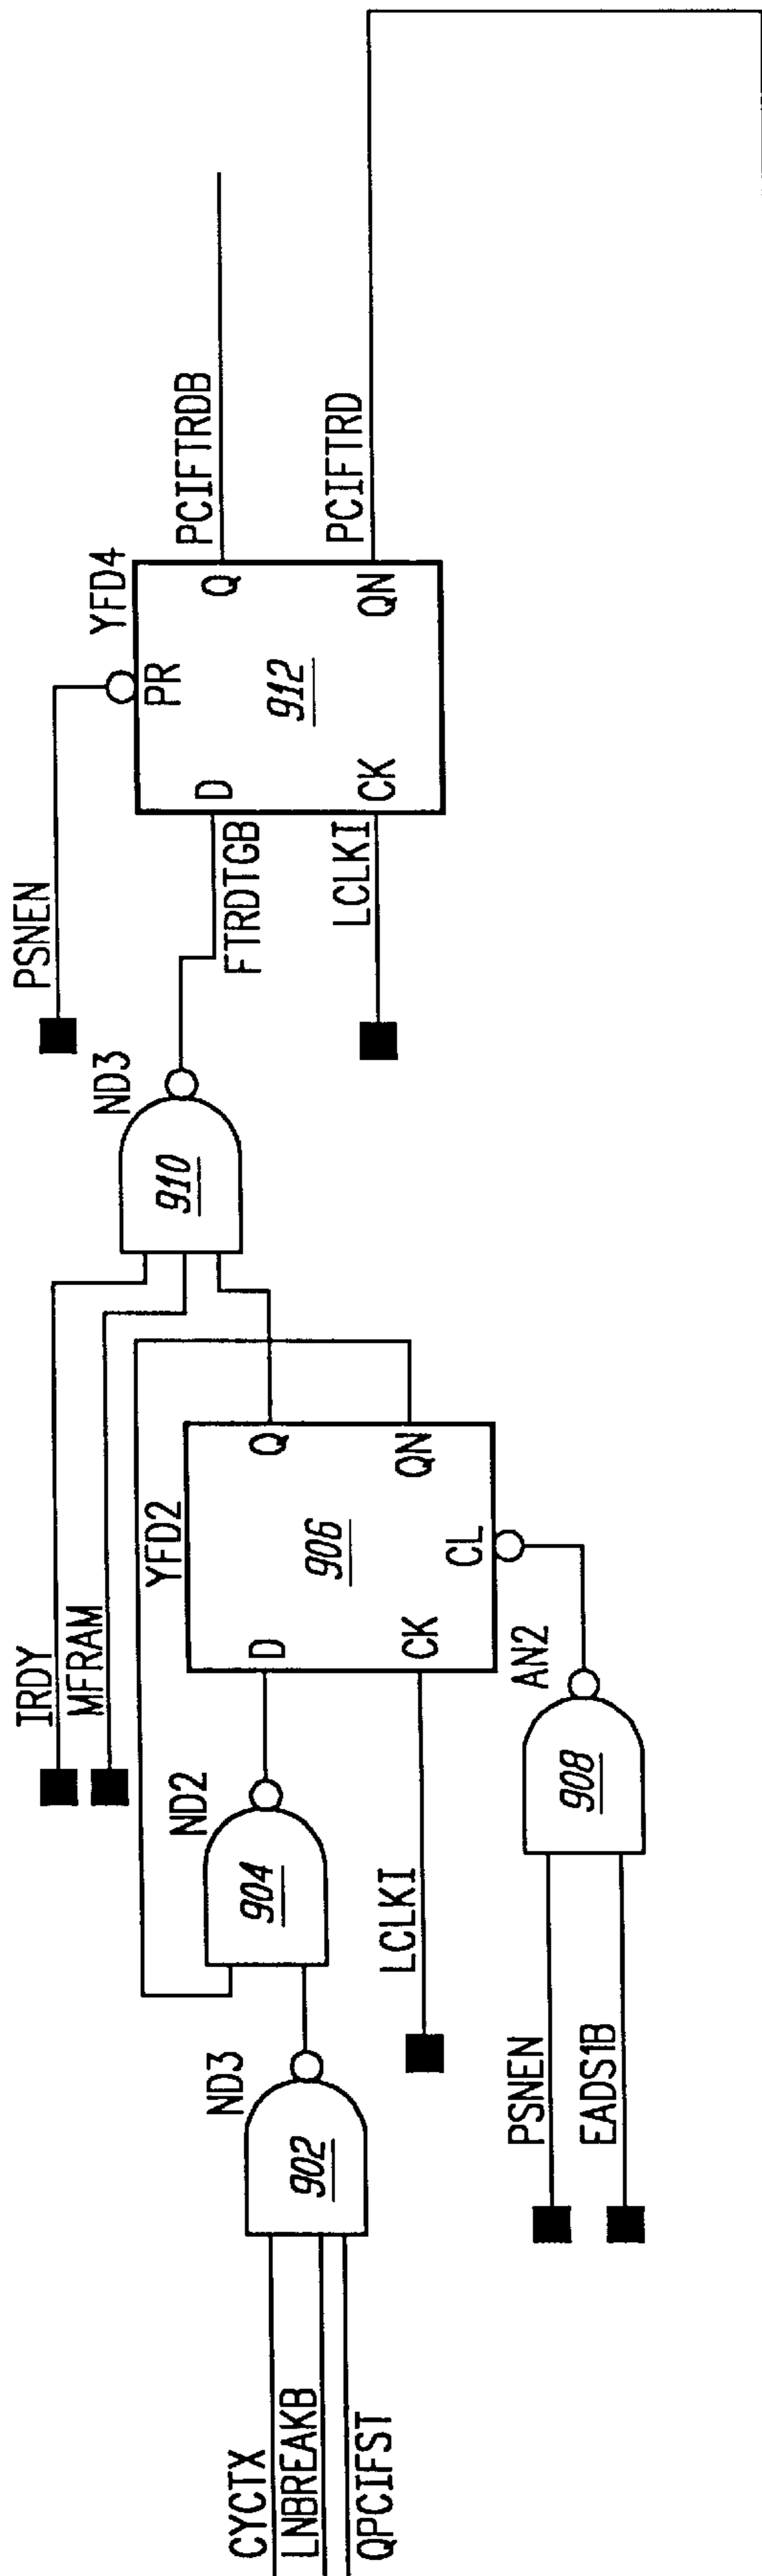 CYCTX
LNBREAKB
QPCIFST
ND3
902
ND2
904
IRDY
MFRAM
LCLKI
PSNEN
EADS1B
AN2
908
YFD2
D
Q
906
CK
QN
CL
ND3
910
PSNEN
FTRDTGB
LCLKI
YFD4
PR
D
Q
912
CK
QN
PCIFTRDB
PCIFTRD